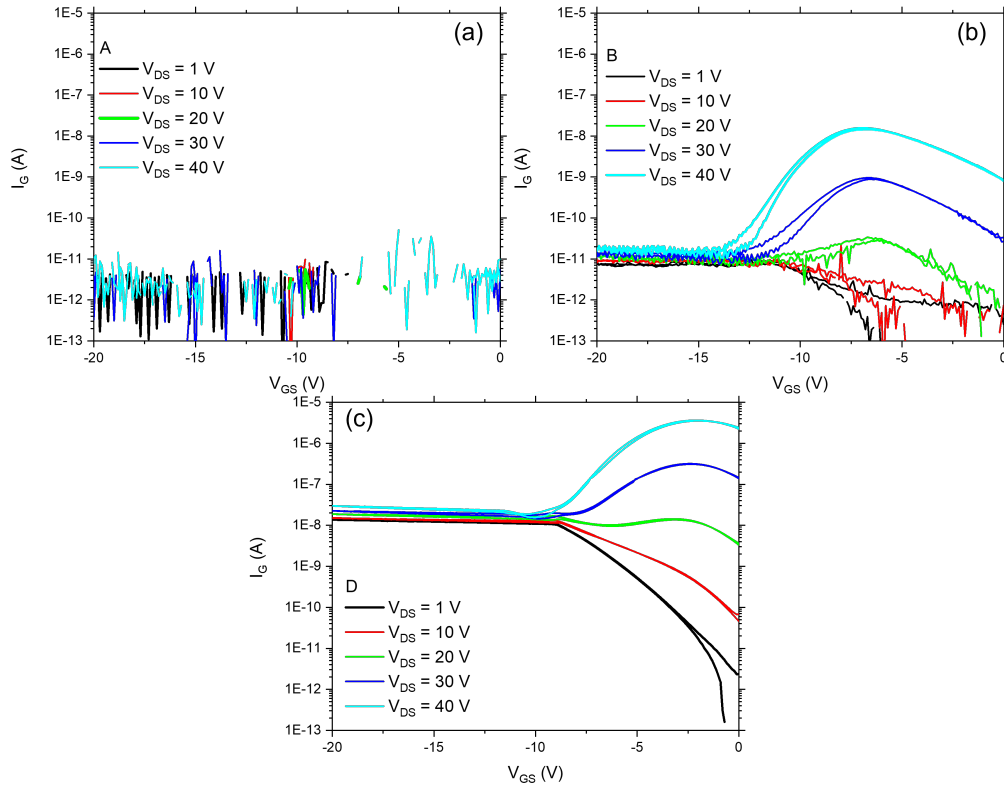 (a)
A
V_DS = 1 V
V_DS = 10 V
V_DS = 20 V
V_DS = 30 V
V_DS = 40 V
1E-5
1E-6
1E-7
1E-8
1E-9
1E-10
1E-11
1E-12
1E-13
I_G (A)
-20
-15
-10
-5
0
V_GS (V)
(b)
B
V_DS = 1 V
V_DS = 10 V
V_DS = 20 V
V_DS = 30 V
V_DS = 40 V
1E-5
1E-6
1E-7
1E-8
1E-9
1E-10
1E-11
1E-12
1E-13
I_G (A)
-20
-15
-10
-5
0
V_GS (V)
(c)
1E-5
1E-6
1E-7
1E-8
1E-9
1E-10
1E-11
1E-12
1E-13
I_G (A)
D
V_DS = 1 V
V_DS = 10 V
V_DS = 20 V
V_DS = 30 V
V_DS = 40 V
-20
-15
-10
-5
0
V_GS (V)